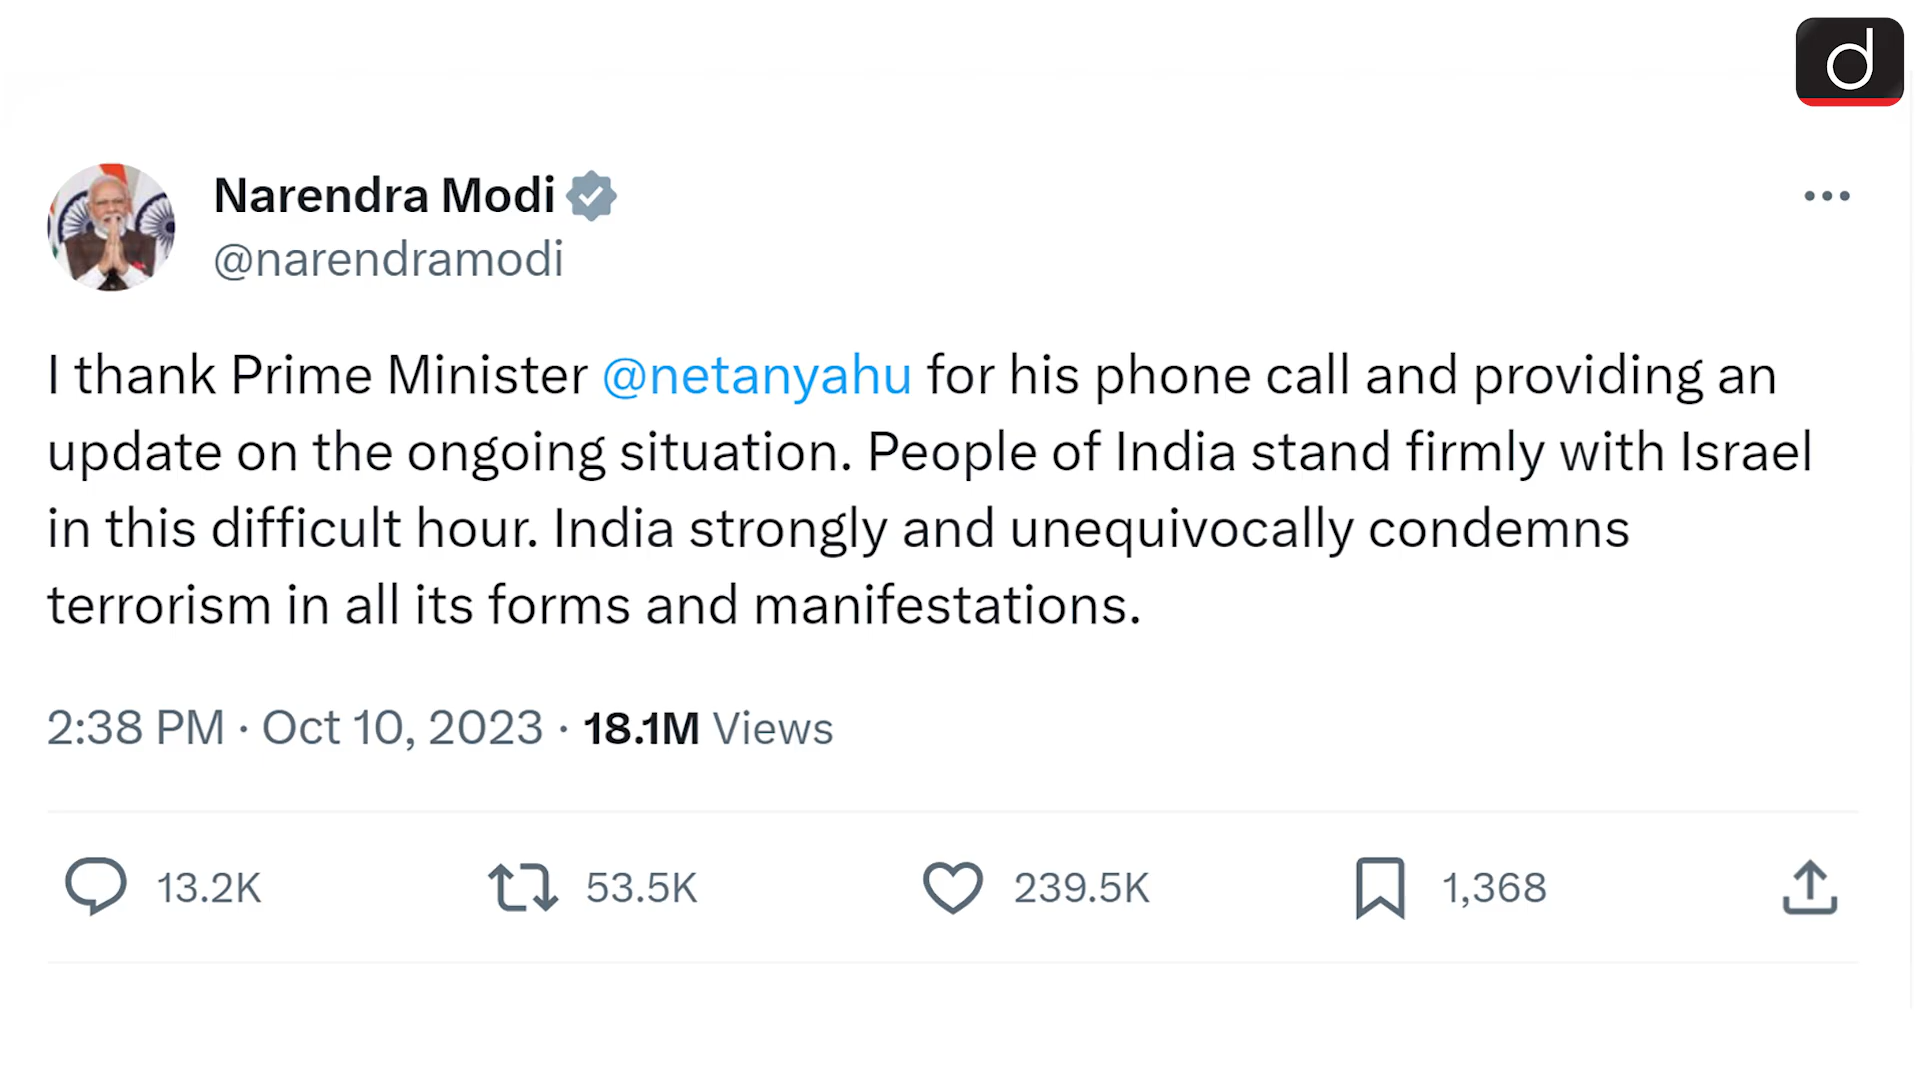 d
Narendra Modi
@narendramodi
I thank Prime Minister @netanyahu for his phone call and providing an
update on the ongoing situation. People of India stand firmly with Israel
in this difficult hour. India strongly and unequivocally condemns
terrorism in all its forms and manifestations.
2:38 PM · Oct 10, 2023 · 18.1M Views
13.2K 53.5K 239.5K 1,368